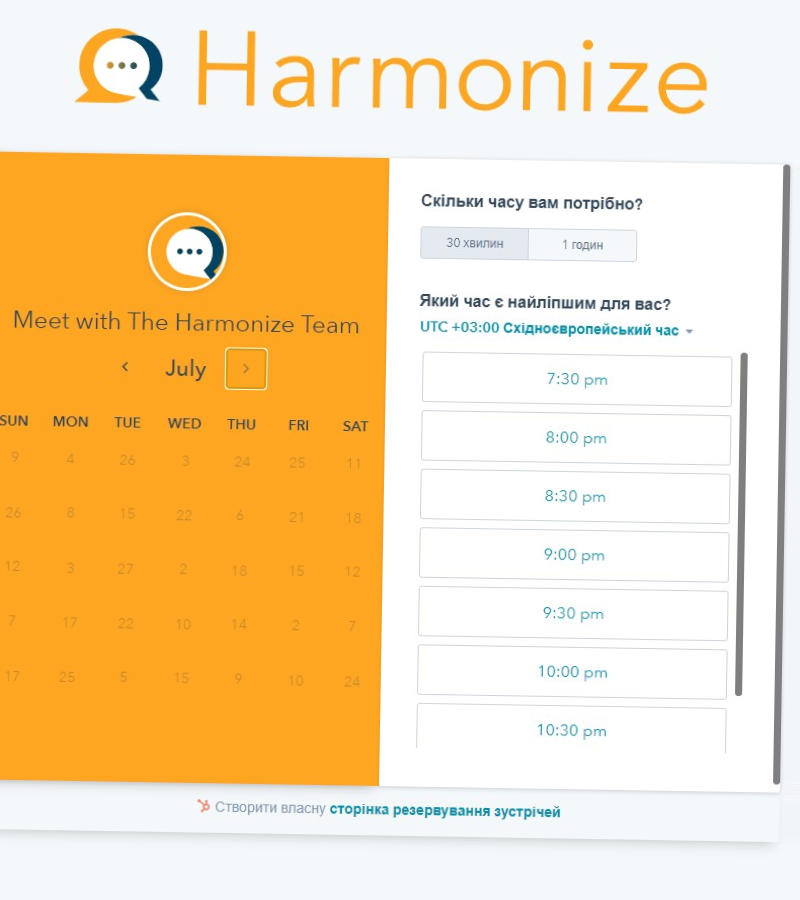 Harmonize
Meet with The Harmonize Team
July
SUN MON TUE WED THU FRI SAT
9 4 26 3 24 25 11
26 8 15 22 6 21 18
12 3 27 2 18 15 12
7 17 22 10 14 2 7
17 25 5 15 9 10 24
Скільки часу вам потрібно?
30 хвилин 1 годин
Який час є найліпшим для вас?
UTC +03:00 Східноєвропейський час
7:30 pm
8:00 pm
8:30 pm
9:00 pm
9:30 pm
10:00 pm
10:30 pm
Створити власну сторінка резервування зустрічей